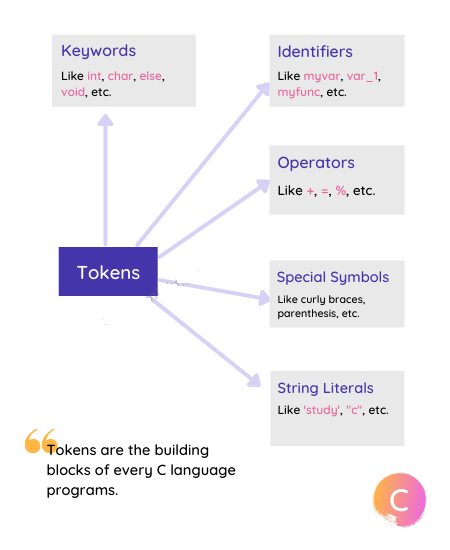 Keywords
Like int, char, else,
void, etc.
Identifiers
Like myvar, var_1,
myfunc, etc.
Operators
Like +, =, %, etc.
Tokens
Special Symbols
Like curly braces,
parenthesis, etc.
String Literals
Like 'study', "c", etc.
“
Tokens are the building
blocks of every C language
programs.
C